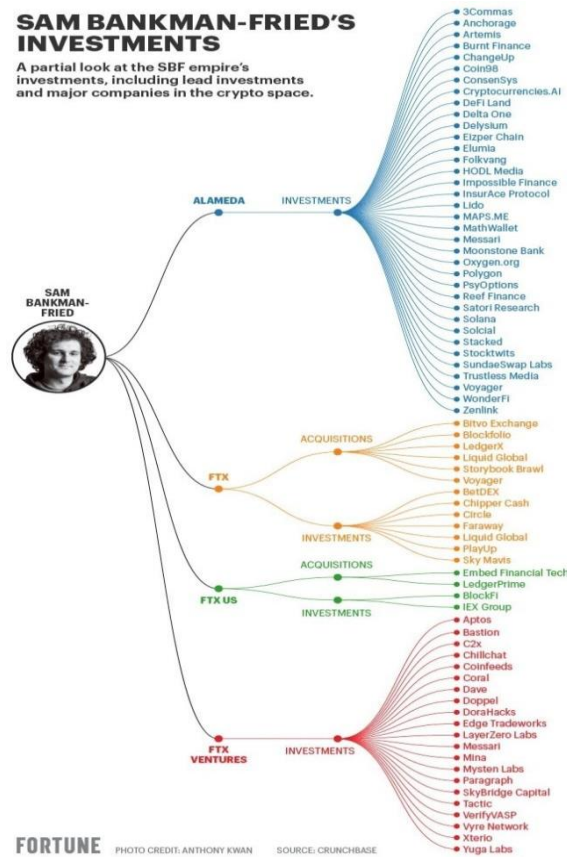 SAM BANKMAN-FRIED'S
INVESTMENTS
A partial look at the SBF empire's
investments, including lead investments
and major companies in the crypto space.
SAM
BANKMAN-
FRIED
ALAMEDA
INVESTMENTS
3Commas
Anchorage
Artemis
Burnt Finance
ChangeUp
Coin98
ConsenSys
Cryptocurrencies.Ai
DeFi Land
Delta One
Delysium
Eizper Chain
Elumia
Folkvang
HODL Media
Impossible Finance
InsurAce Protocol
Lido
MAPS.ME
MathWallet
Messari
Moonstone Bank
Oxygen.org
Polygon
PsyOptions
Reef Finance
Satori Research
Solana
Solcial
Stacked
Stocktwits
SundaeSwap Labs
Trustless Media
Voyager
WonderFi
Zenlink
FTX
ACQUISITIONS
Bitvo Exchange
Blockfolio
LedgerX
Liquid Global
Storybook Brawl
Voyager
INVESTMENTS
BetDEX
Chipper Cash
Circle
Faraway
Liquid Global
PlayUp
Sky Mavis
FTX US
ACQUISITIONS
Embed Financial Tech
LedgerPrime
INVESTMENTS
BlockFi
IEX Group
FTX
VENTURES
INVESTMENTS
Aptos
Bastion
C2x
Chillchat
Coinfeeds
Coral
Dave
Doppel
DoraHacks
Edge Tradeworks
LayerZero Labs
Messari
Mina
Mysten Labs
Paragraph
SkyBridge Capital
Tactic
VerifyVASP
Vyre Network
Xterio
Yuga Labs
FORTUNE PHOTO CREDIT: ANTHONY KWAN SOURCE: CRUNCHBASE